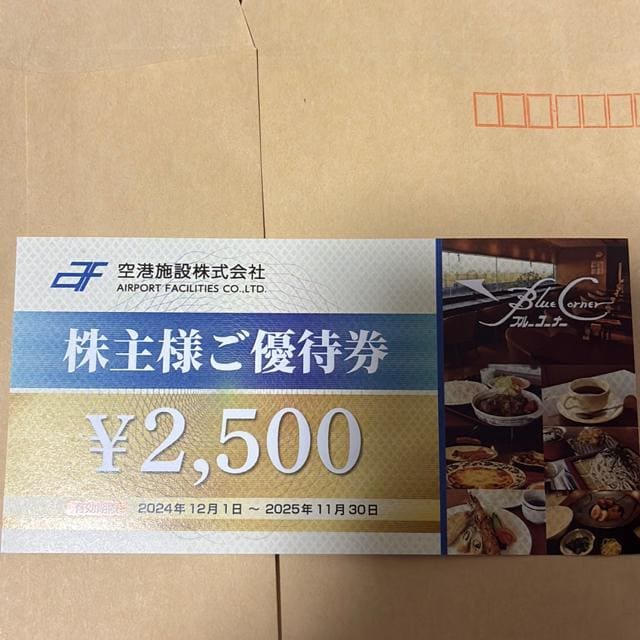 AF 空港施設株式会社
AIRPORT FACILITIES CO.,LTD.
株主様ご優待券
¥2,500
有効期限 2024年12月1日 ～ 2025年11月30日
Blue Corner
ブルーコーナー